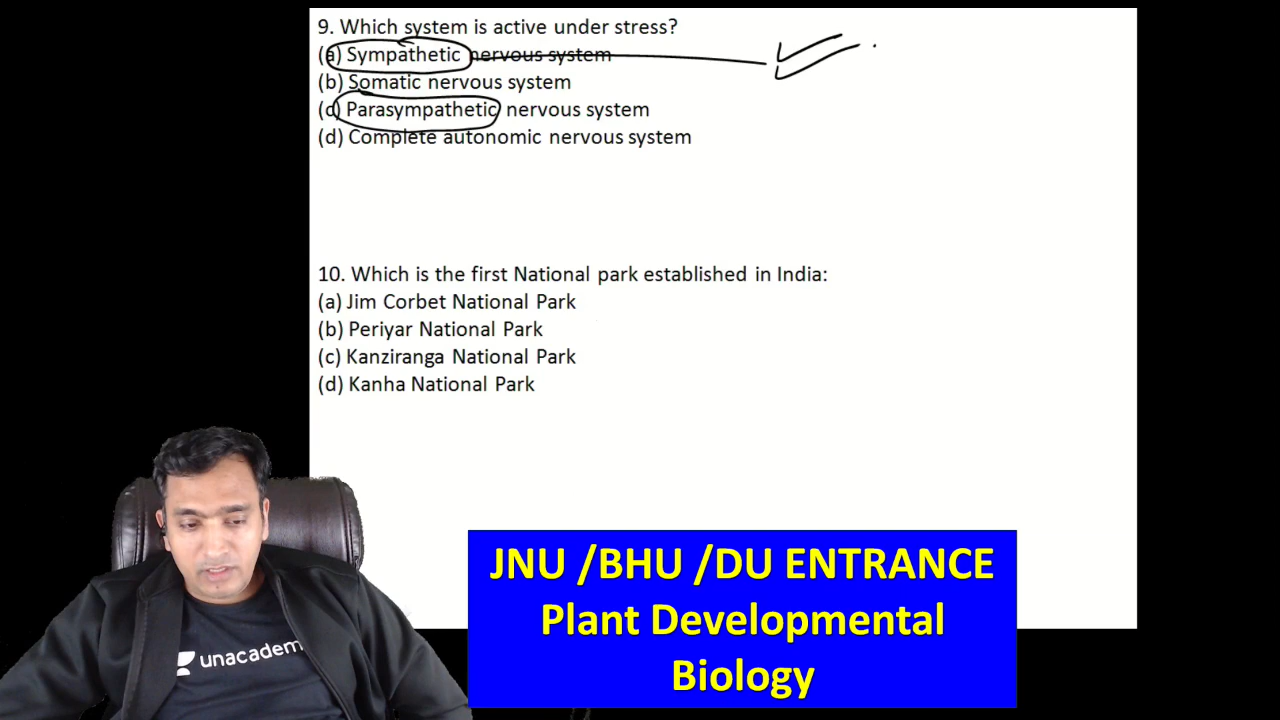 9. Which system is active under stress?
(a) Sympathetic nervous system
(b) Somatic nervous system
(c) Parasympathetic nervous system
(d) Complete autonomic nervous system
10. Which is the first National park established in India:
(a) Jim Corbet National Park
(b) Periyar National Park
(c) Kanziranga National Park
(d) Kanha National Park
unacadem
JNU /BHU /DU ENTRANCE
Plant Developmental
Biology